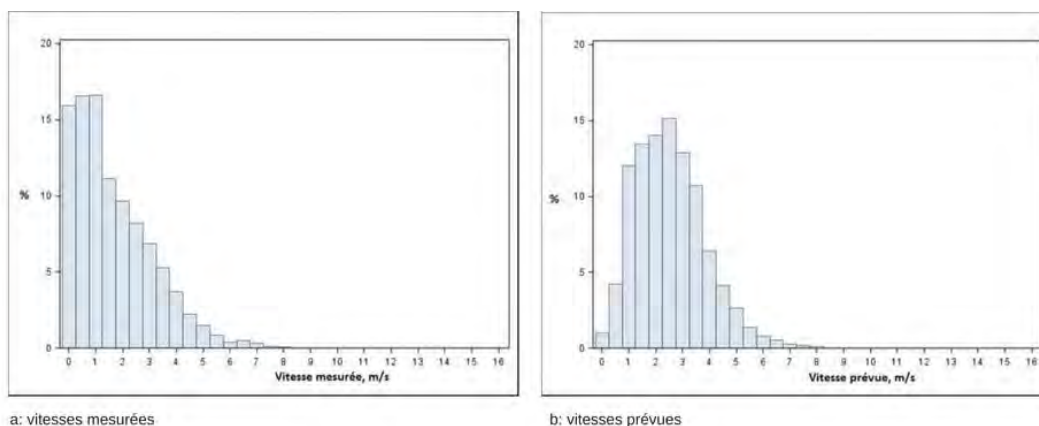 20
15
%
10
5
0
0 1 2 3 4 5 6 7 8 9 10 11 12 13 14 15 16
Vitesse mesurée, m/s
a: vitesses mesurées
20
15
%
10
5
0
0 1 2 3 4 5 6 7 8 9 10 11 12 13 14 15 16
Vitesse prévue, m/s
b: vitesses prévues